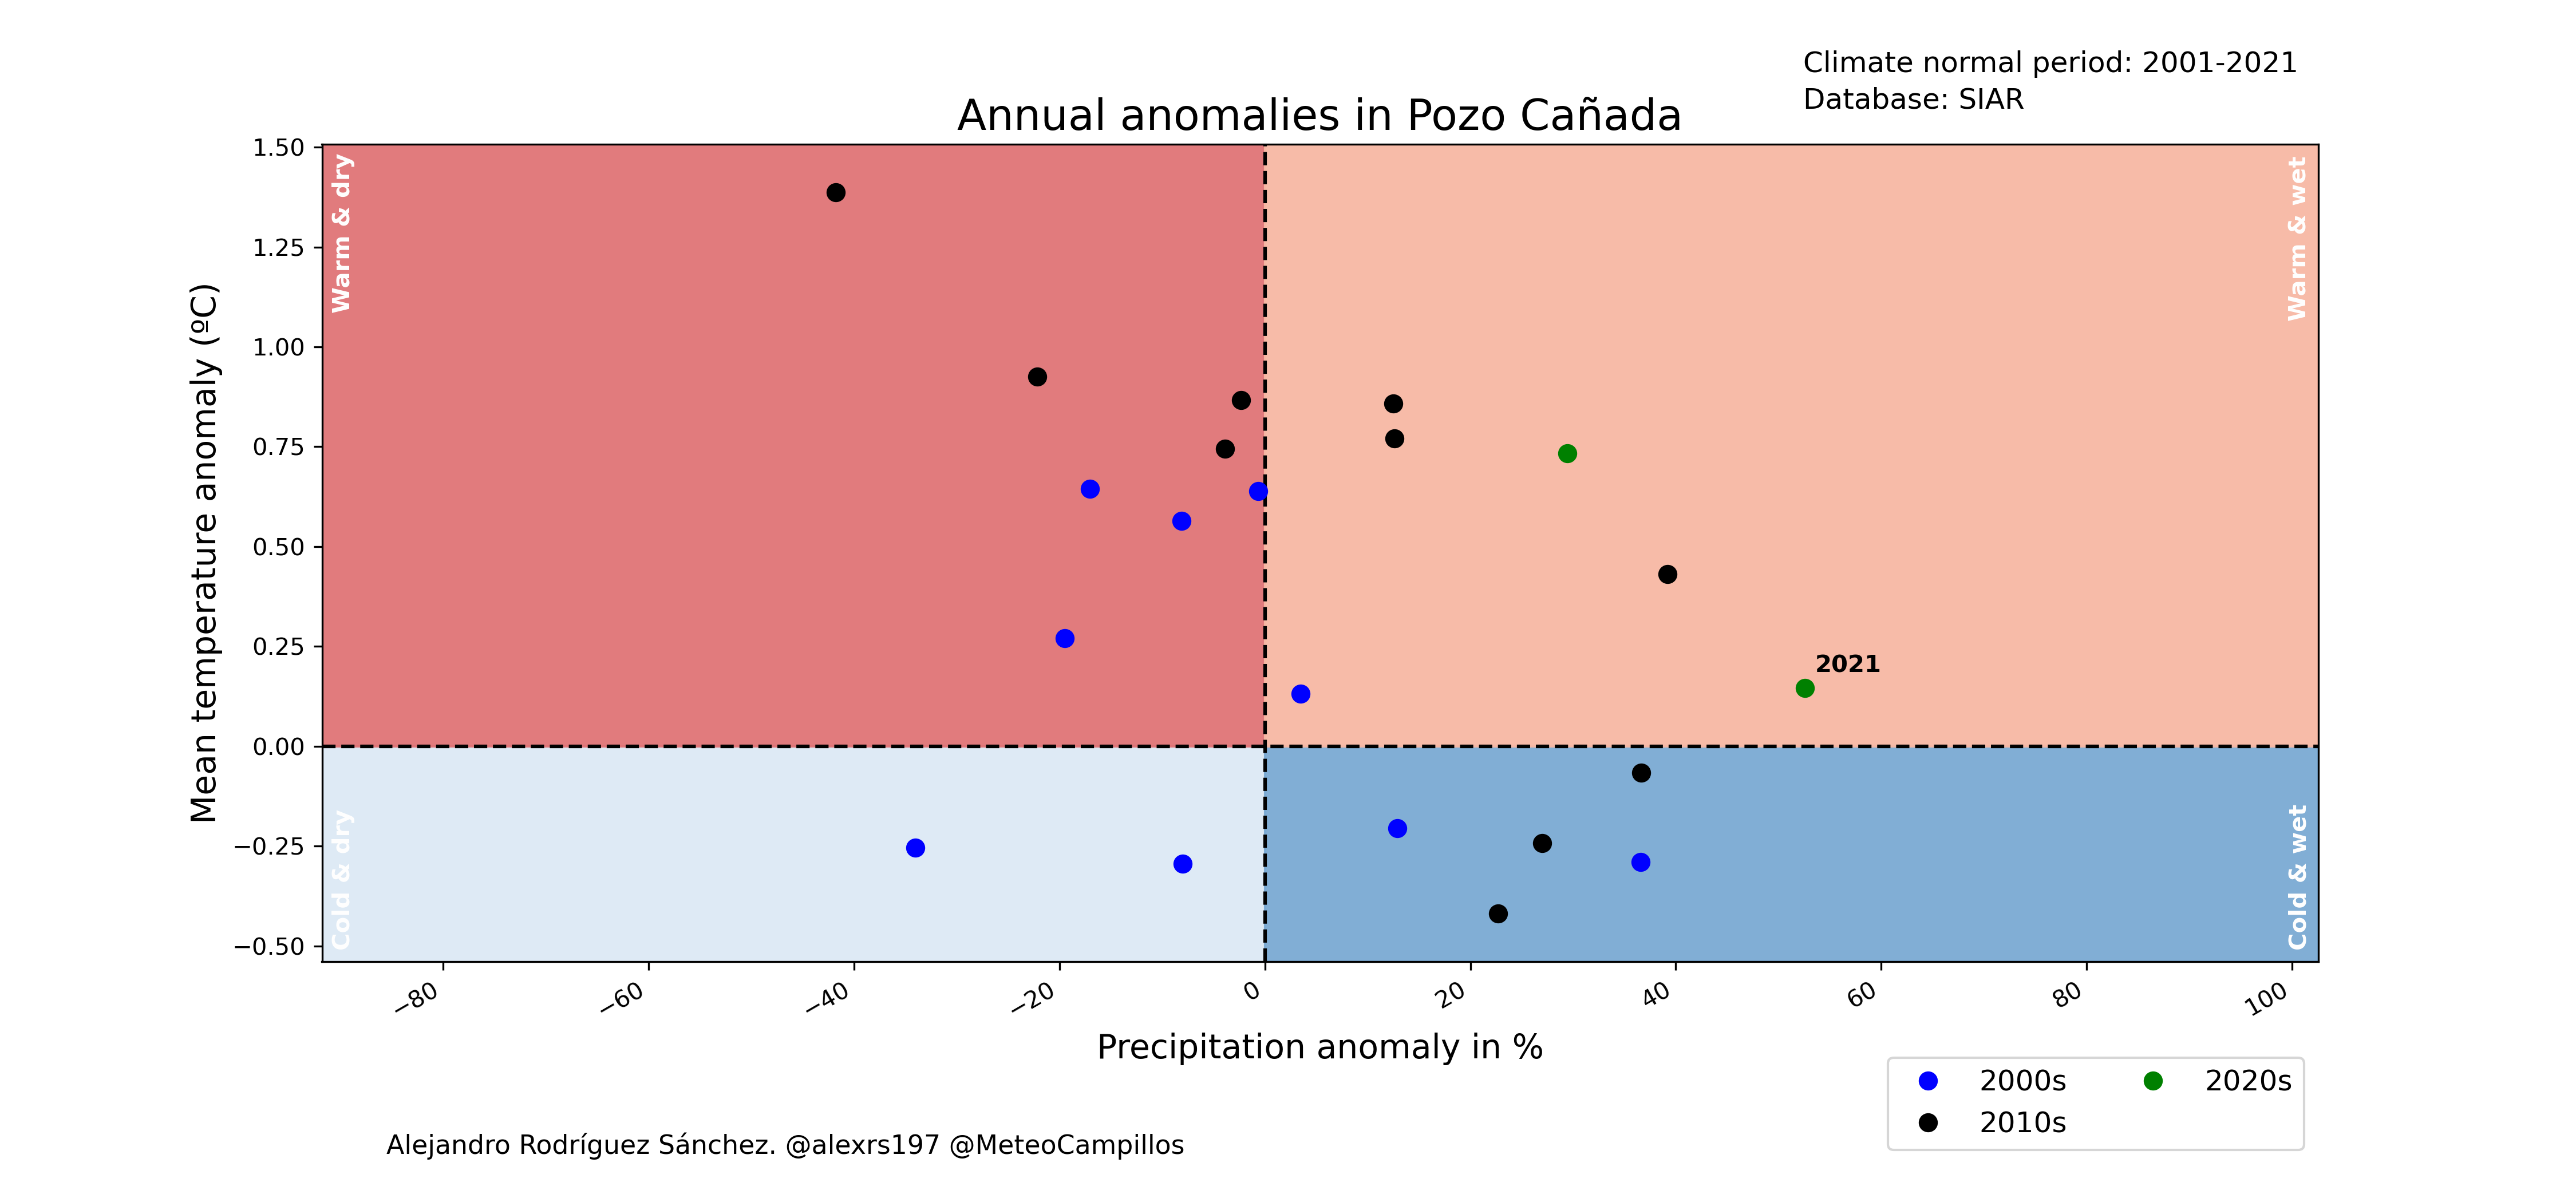 Climate normal period: 2001-2021
Database: SIAR
Annual anomalies in Pozo Cañada
Mean temperature anomaly (ºC)
1.50
1.25
1.00
0.75
0.50
0.25
0.00
−0.25
−0.50
Warm & dry
Warm & wet
2021
Cold & dry
Cold & wet
−80
−60
−40
−20
0
20
40
60
80
100
Precipitation anomaly in %
2000s
2010s
2020s
Alejandro Rodríguez Sánchez. @alexrs197 @MeteoCampillos